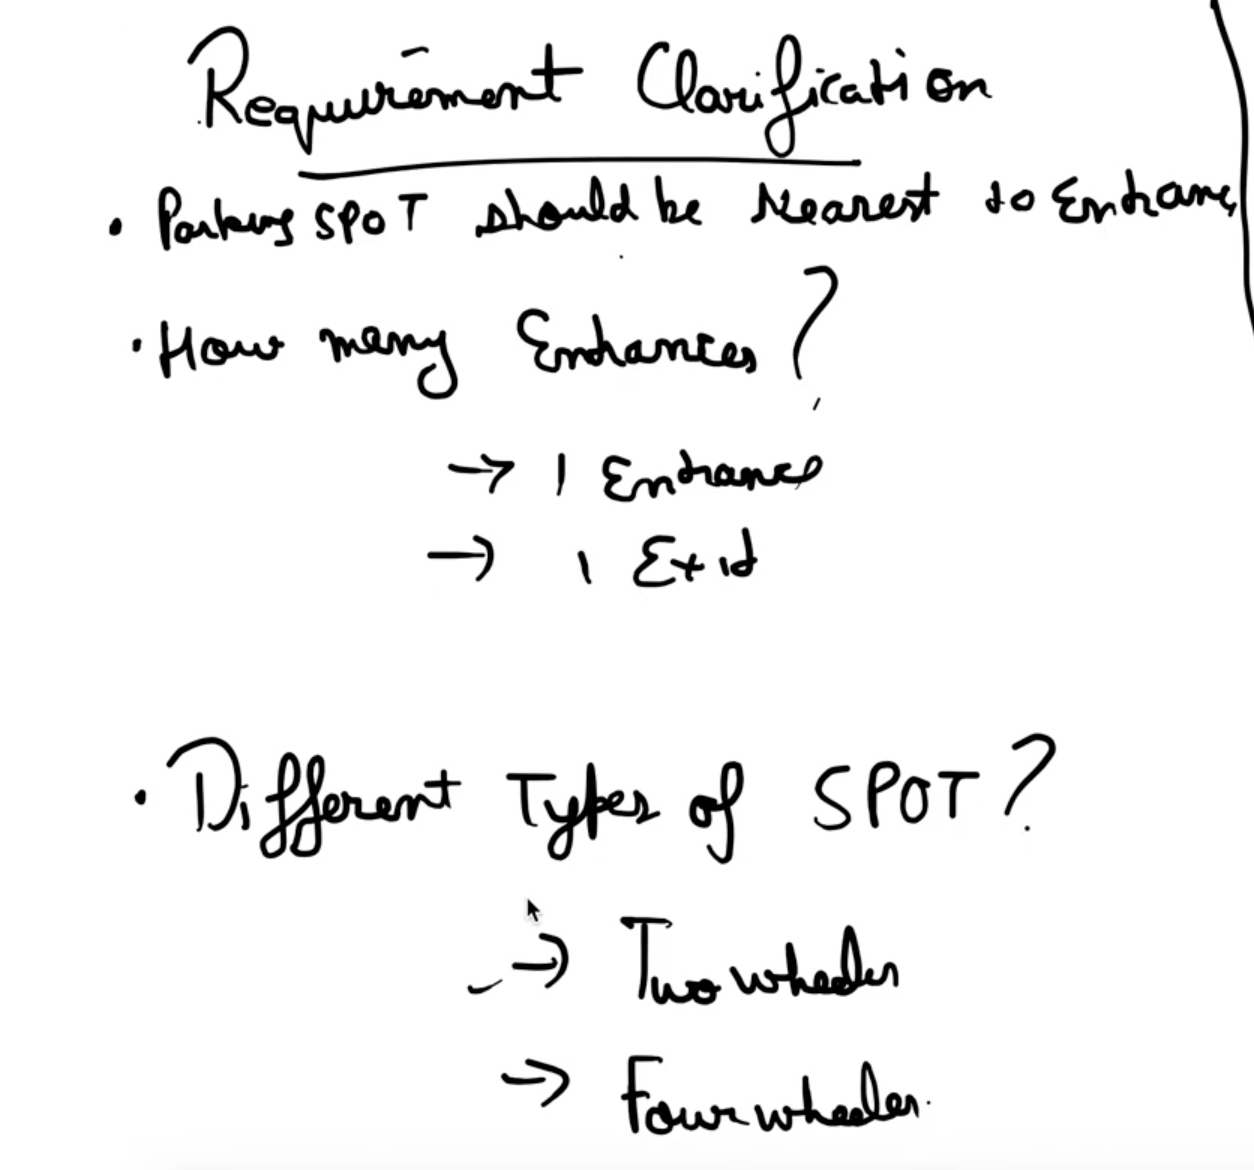 Requirement Clarification
• Parking SPOT should be Nearest to Entrance
• How many Entrances?
→ 1 Entrance
→ 1 Exit
• Different Types of SPOT?
→ Two wheeler
→ Four wheeler